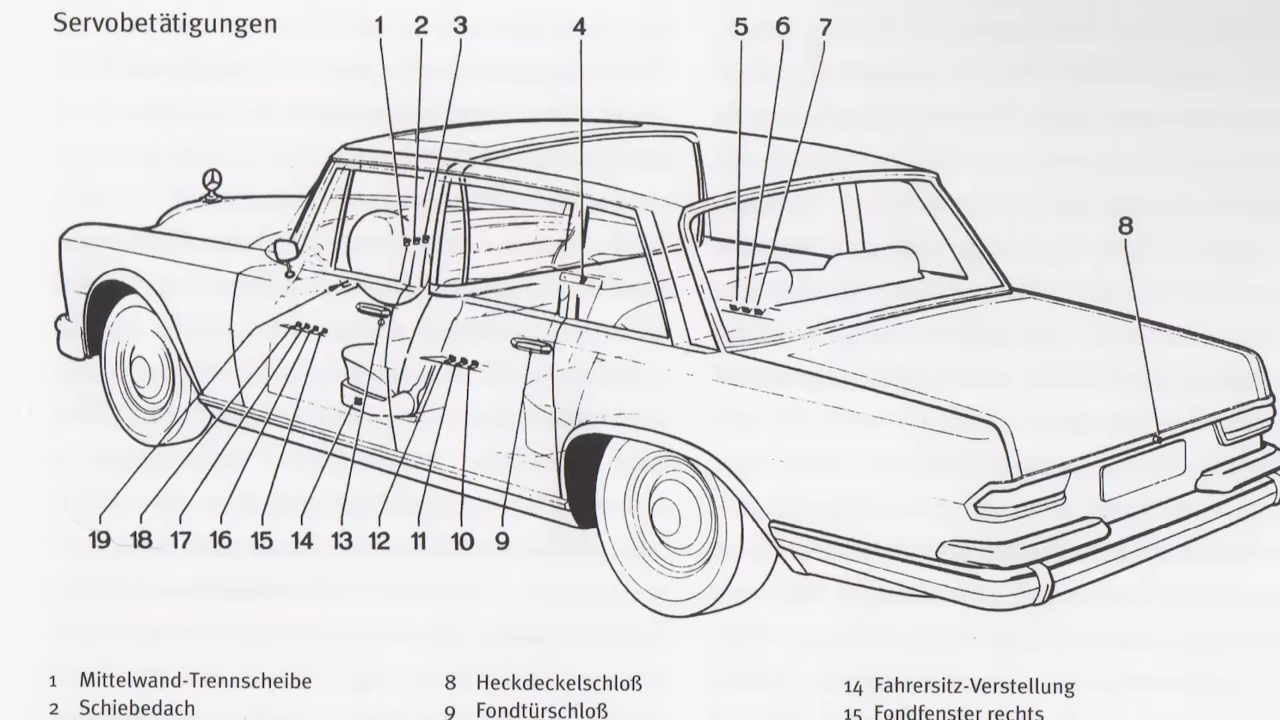 Servobetätigungen
1 2 3 4 5 6 7
8
19 18 17 16 15 14 13 12 11 10 9
1 Mittelwand-Trennscheibe
2 Schiebedach
8 Heckdeckelschloß
9 Fondtürschloß
14 Fahrersitz-Verstellung
15 Fondfenster rechts